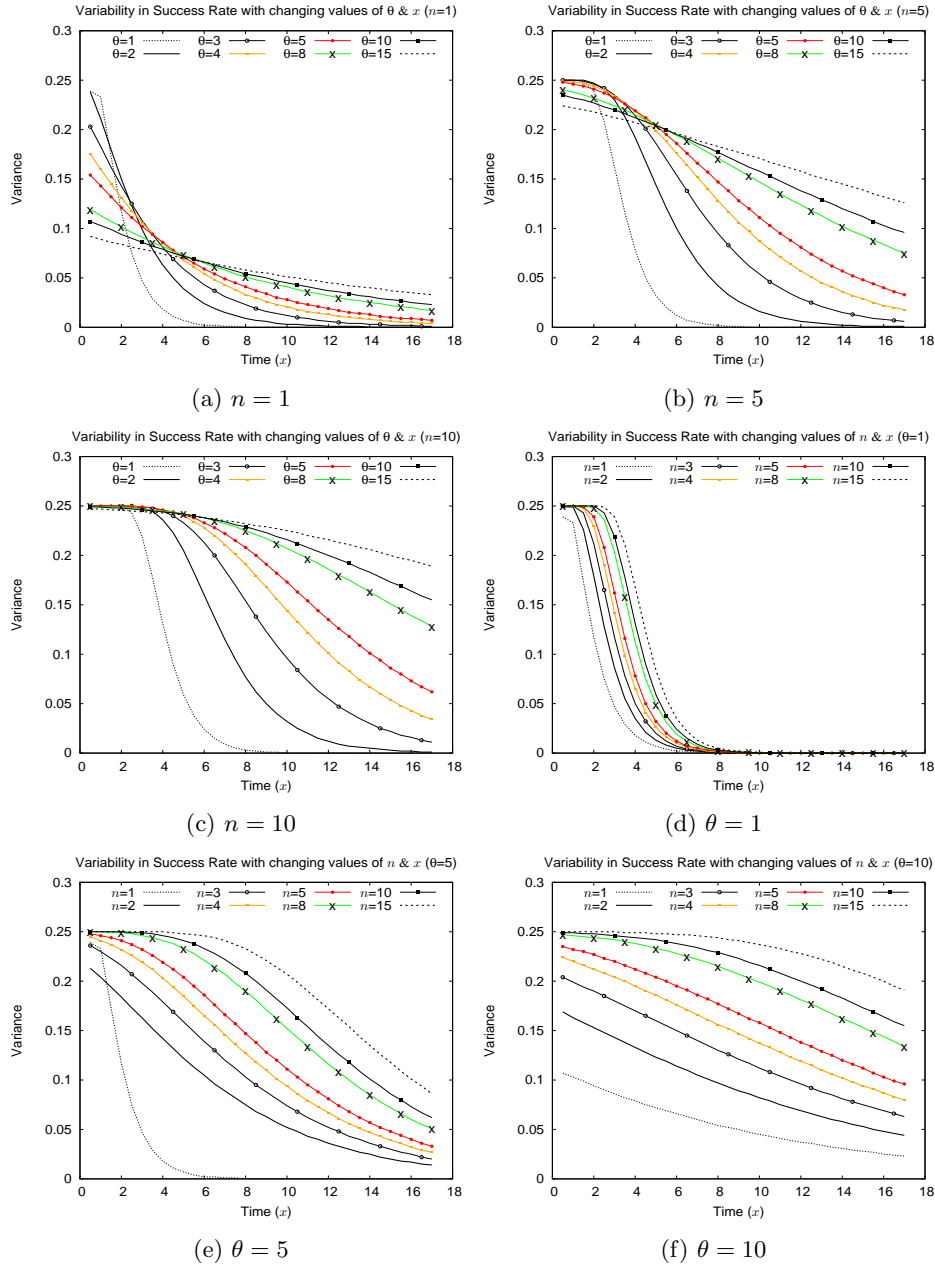 Variability in Success Rate with changing values of θ & x (n=1)
0.3
0.25
0.2
0.15
0.1
0.05
0
Variance
θ=1
θ=2
θ=3
θ=4
θ=5
θ=8
θ=10
θ=15
0 2 4 6 8 10 12 14 16 18
Time (x)
(a) n = 1
Variability in Success Rate with changing values of θ & x (n=5)
0.3
0.25
0.2
0.15
0.1
0.05
0
Variance
θ=1
θ=2
θ=3
θ=4
θ=5
θ=8
θ=10
θ=15
0 2 4 6 8 10 12 14 16 18
Time (x)
(b) n = 5
Variability in Success Rate with changing values of θ & x (n=10)
0.3
0.25
0.2
0.15
0.1
0.05
0
Variance
θ=1
θ=2
θ=3
θ=4
θ=5
θ=8
θ=10
θ=15
0 2 4 6 8 10 12 14 16 18
Time (x)
(c) n = 10
Variability in Success Rate with changing values of n & x (θ=1)
0.3
0.25
0.2
0.15
0.1
0.05
0
Variance
n=1
n=2
n=3
n=4
n=5
n=8
n=10
n=15
0 2 4 6 8 10 12 14 16 18
Time (x)
(d) θ = 1
Variability in Success Rate with changing values of n & x (θ=5)
0.3
0.25
0.2
0.15
0.1
0.05
0
Variance
n=1
n=2
n=3
n=4
n=5
n=8
n=10
n=15
0 2 4 6 8 10 12 14 16 18
Time (x)
(e) θ = 5
Variability in Success Rate with changing values of n & x (θ=10)
0.3
0.25
0.2
0.15
0.1
0.05
0
Variance
n=1
n=2
n=3
n=4
n=5
n=8
n=10
n=15
0 2 4 6 8 10 12 14 16 18
Time (x)
(f) θ = 10